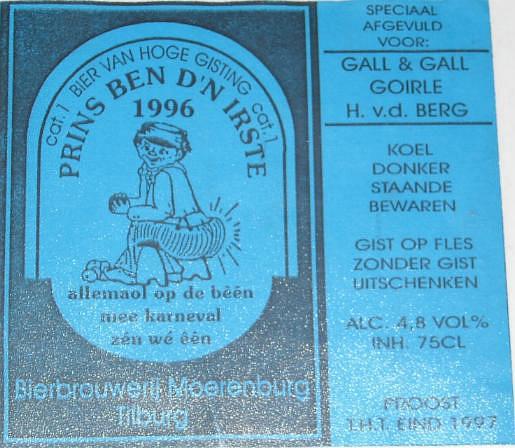 cat. 1 BIER VAN HOGE GISTING cat. 1
PRINS BEN D'N IRSTE
1996
allemaol op de bêên
mee karneval
zén wé êên
Bierbrouwerij Moerenburg
Tilburg
SPECIAAL
AFGEVULD
VOOR:
GALL & GALL
GOIRLE
H. v.d. BERG
KOEL
DONKER
STAANDE
BEWAREN
GIST OP FLES
ZONDER GIST
UITSCHENKEN
ALC. 4,8 VOL%
INH. 75CL
PROOST
T.H.T. EIND 1997